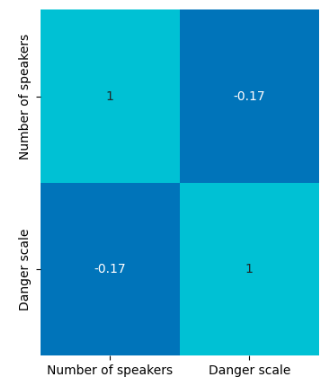 Number of speakers
1
-0.17
Danger scale
-0.17
1
Number of speakers
Danger scale